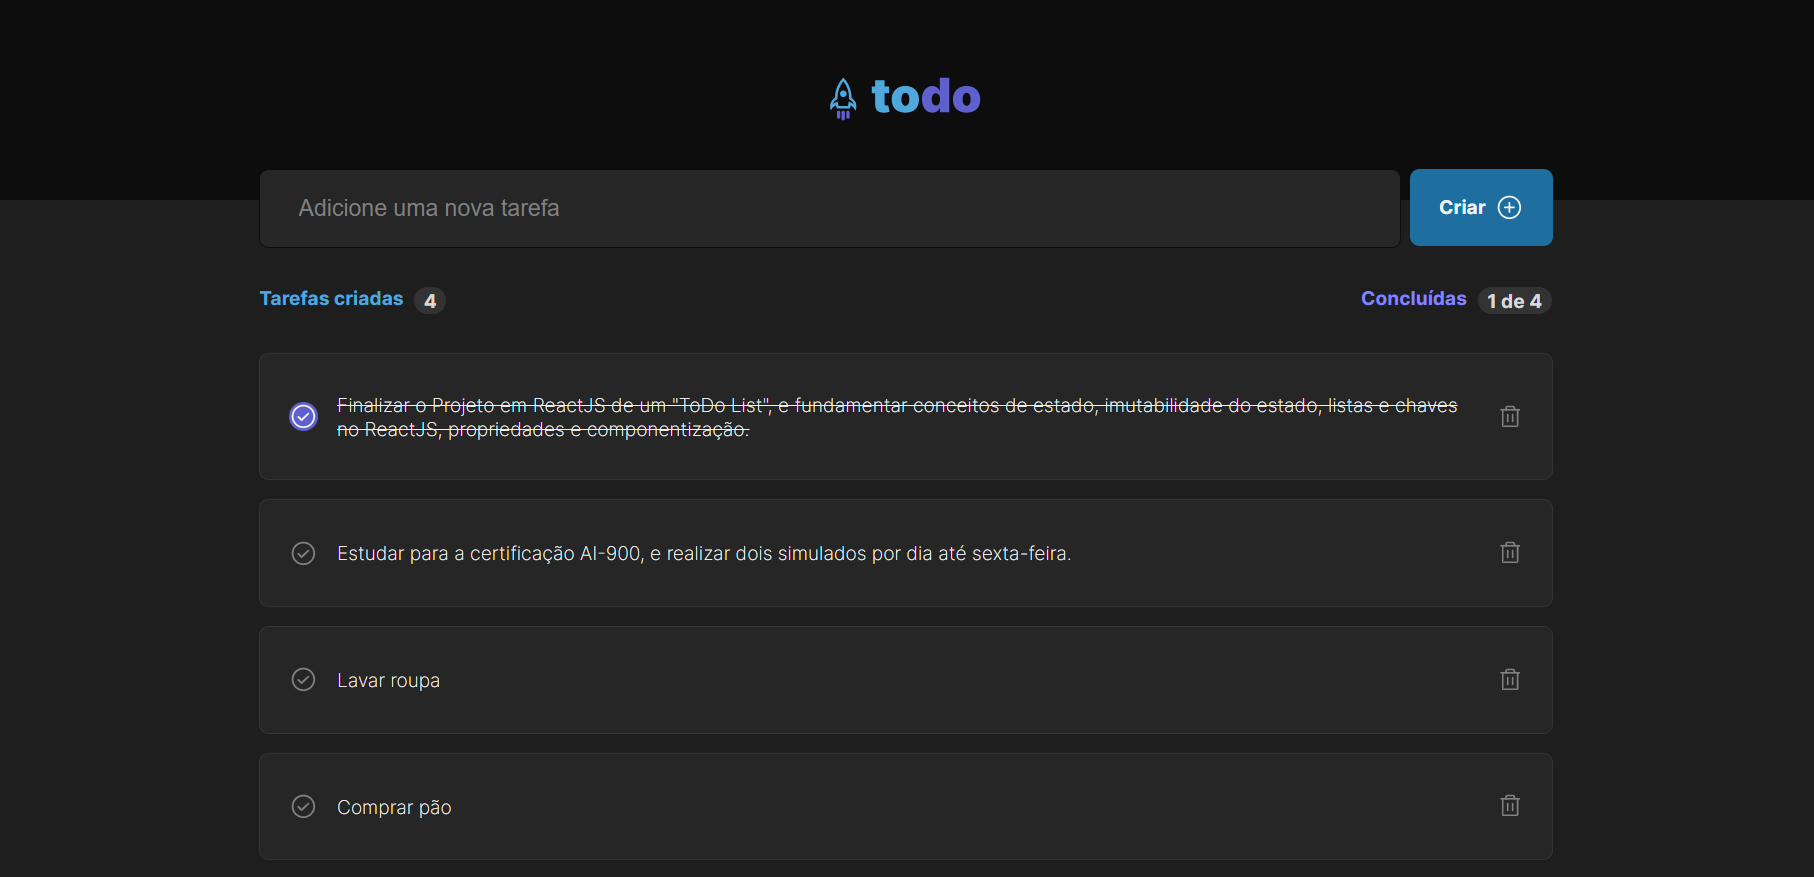 todo
Adicione uma nova tarefa
Criar
Tarefas criadas 4
Concluídas 1 de 4
Finalizar o Projeto em ReactJS de um "ToDo List", e fundamentar conceitos de estado, imutabilidade do estado, listas e chaves
no ReactJS, propriedades e componentização.
Estudar para a certificação AI-900, e realizar dois simulados por dia até sexta-feira.
Lavar roupa
Comprar pão